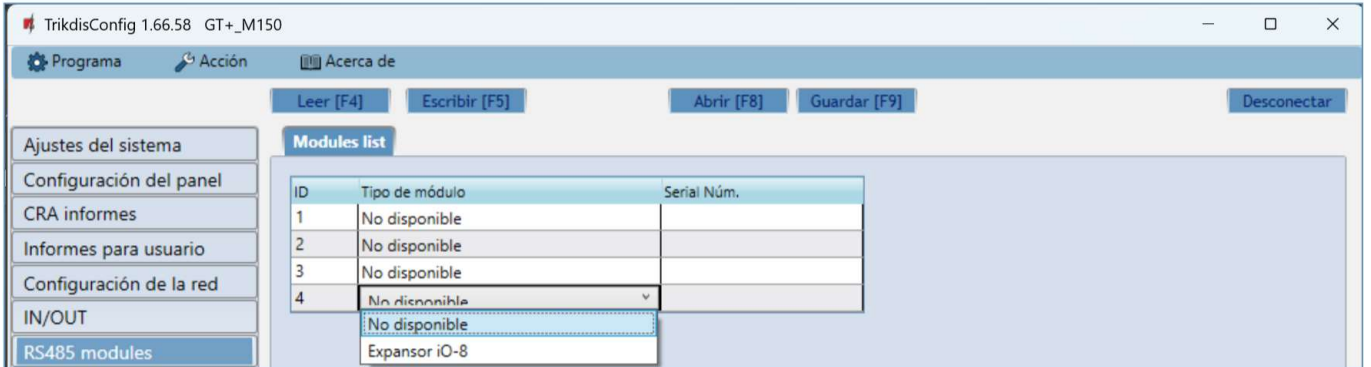 TrikdisConfig 1.66.58 GT+_M150
Programa Acción Acerca de
Leer [F4] Escribir [F5] Abrir [F8] Guardar [F9] Desconectar
Ajustes del sistema
Configuración del panel
CRA informes
Informes para usuario
Configuración de la red
IN/OUT
RS485 modules
Modules list
ID Tipo de módulo Serial Núm.
1 No disponible
2 No disponible
3 No disponible
4 No disponible
No disponible
Expansor iO-8